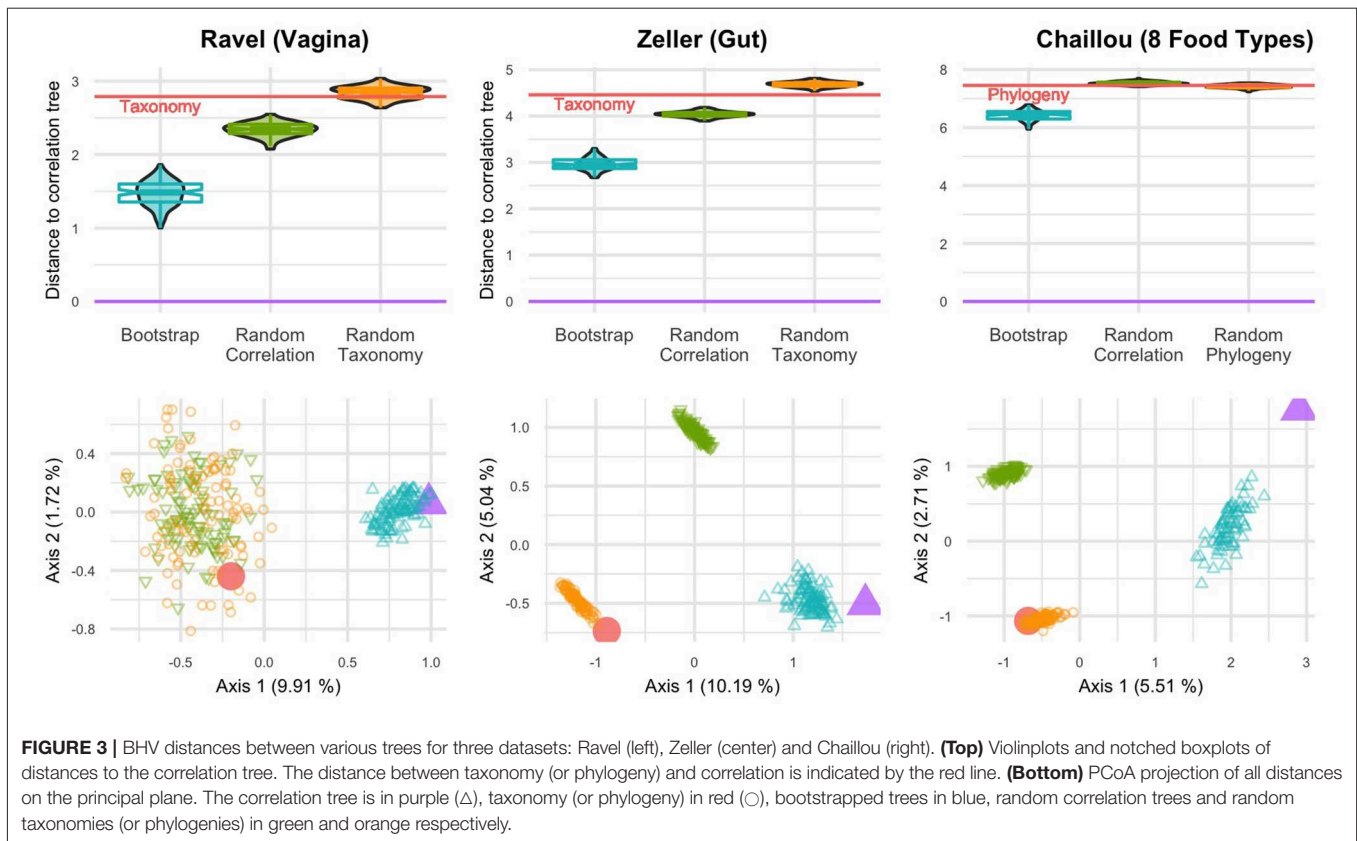 Ravel (Vagina)
Zeller (Gut)
Chaillou (8 Food Types)
Distance to correlation tree
3
2
1
0
Taxonomy
Bootstrap
Random
Correlation
Random
Taxonomy
Distance to correlation tree
5
4
3
2
1
0
Taxonomy
Bootstrap
Random
Correlation
Random
Taxonomy
8
6
4
2
0
Phylogeny
Bootstrap
Random
Correlation
Random
Phylogeny
Axis 2 (1.72 %)
0.4
0.0
-0.4
-0.8
-0.5
0.0
0.5
1.0
Axis 1 (9.91 %)
Axis 2 (5.04 %)
1.0
0.5
0.0
-0.5
-1
0
1
Axis 1 (10.19 %)
Axis 2 (2.71 %)
1
0
-1
-1
0
1
2
3
Axis 1 (5.51 %)
FIGURE 3 | BHV distances between various trees for three datasets: Ravel (left), Zeller (center) and Chaillou (right). (Top) Violinplots and notched boxplots of
distances to the correlation tree. The distance between taxonomy (or phylogeny) and correlation is indicated by the red line. (Bottom) PCoA projection of all distances
on the principal plane. The correlation tree is in purple (△), taxonomy (or phylogeny) in red (○), bootstrapped trees in blue, random correlation trees and random
taxonomies (or phylogenies) in green and orange respectively.